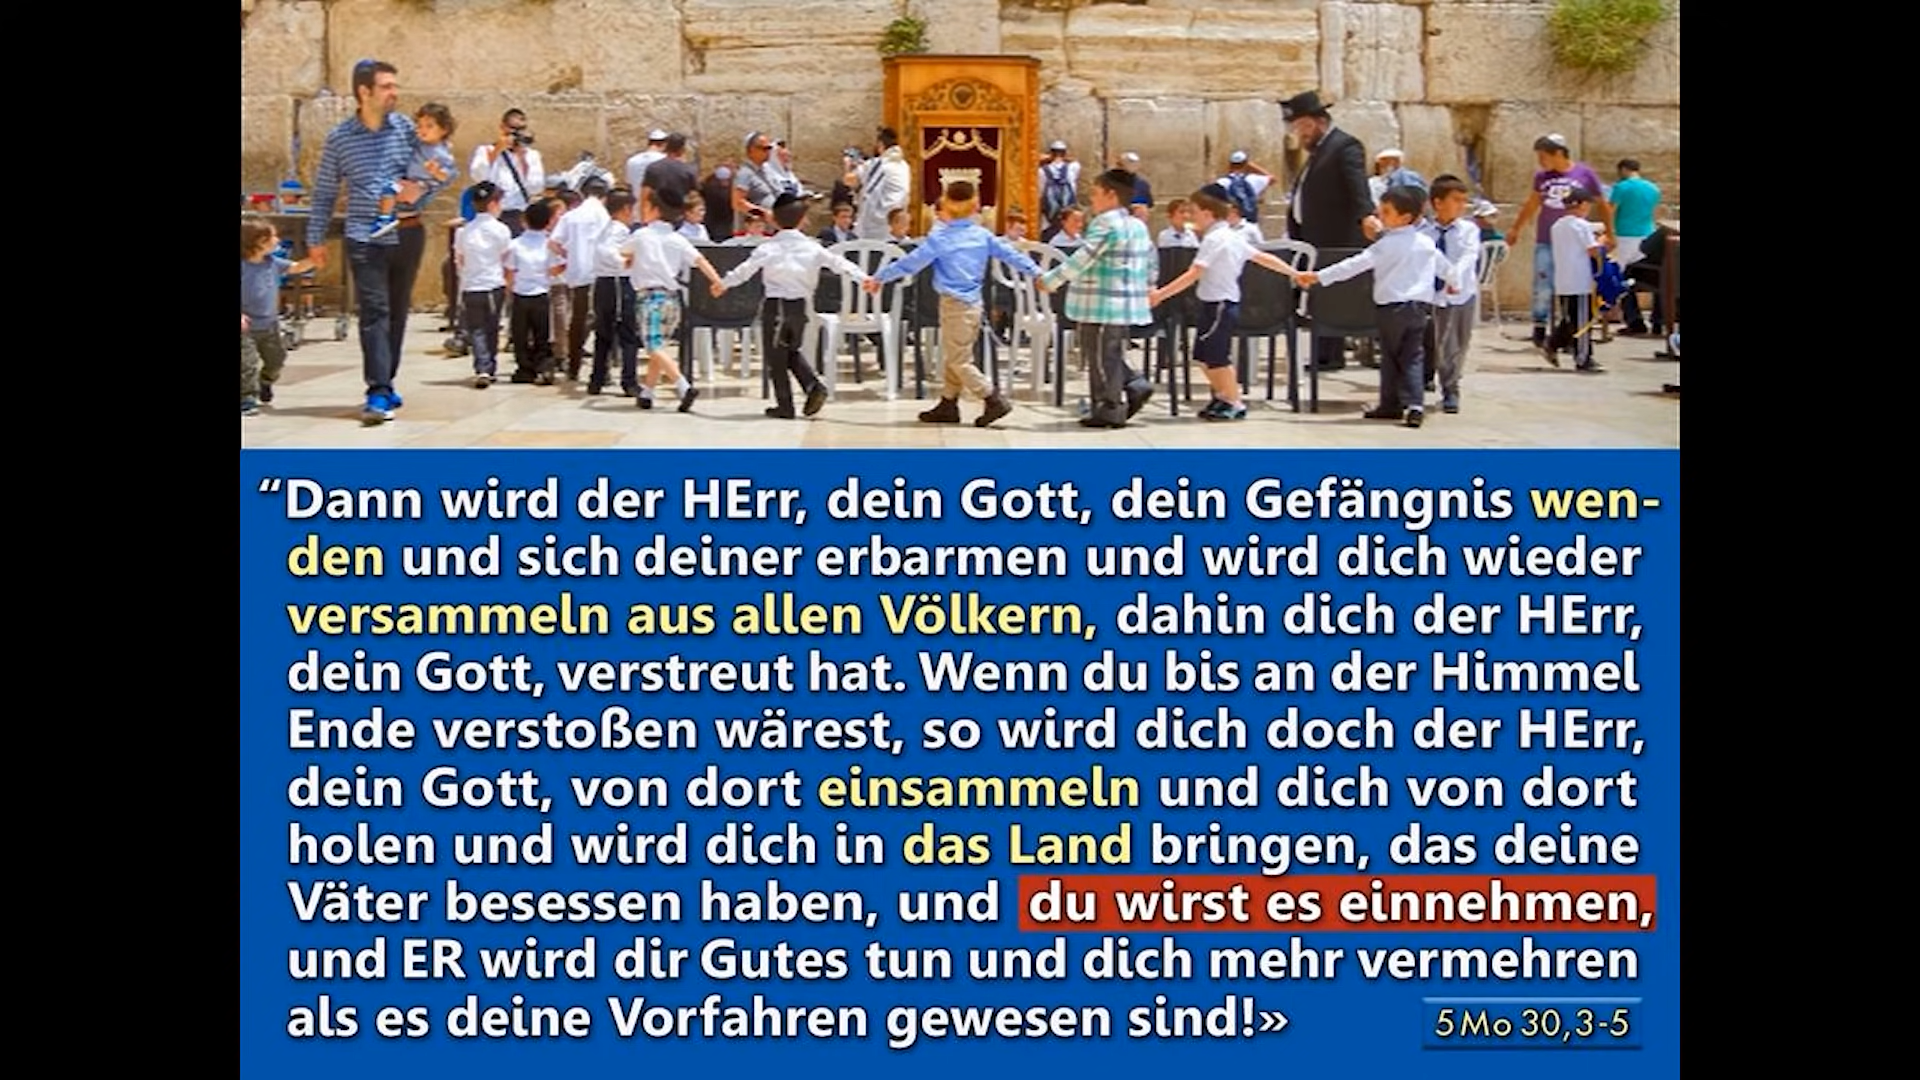 “Dann wird der HErr, dein Gott, dein Gefängnis wen-
den und sich deiner erbarmen und wird dich wieder
versammeln aus allen Völkern, dahin dich der HErr,
dein Gott, verstreut hat. Wenn du bis an der Himmel
Ende verstoßen wärest, so wird dich doch der HErr,
dein Gott, von dort einsammeln und dich von dort
holen und wird dich in das Land bringen, das deine
Väter besessen haben, und du wirst es einnehmen,
und ER wird dir Gutes tun und dich mehr vermehren
als es deine Vorfahren gewesen sind!»
5 Mo 30,3-5